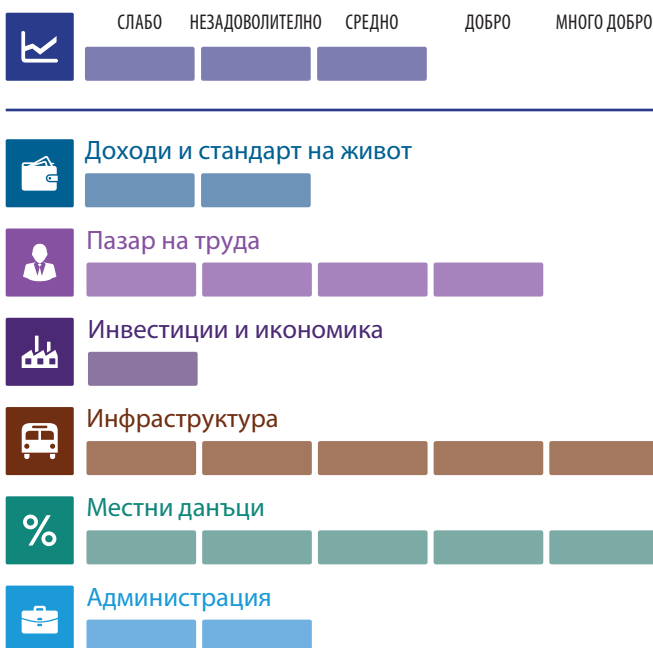 СЛАБО НЕЗАДОВОЛИТЕЛНО СРЕДНО ДОБРО МНОГО ДОБРО
Доходи и стандарт на живот
Пазар на труда
Инвестиции и икономика
Инфраструктура
Местни данъци
%
Администрация